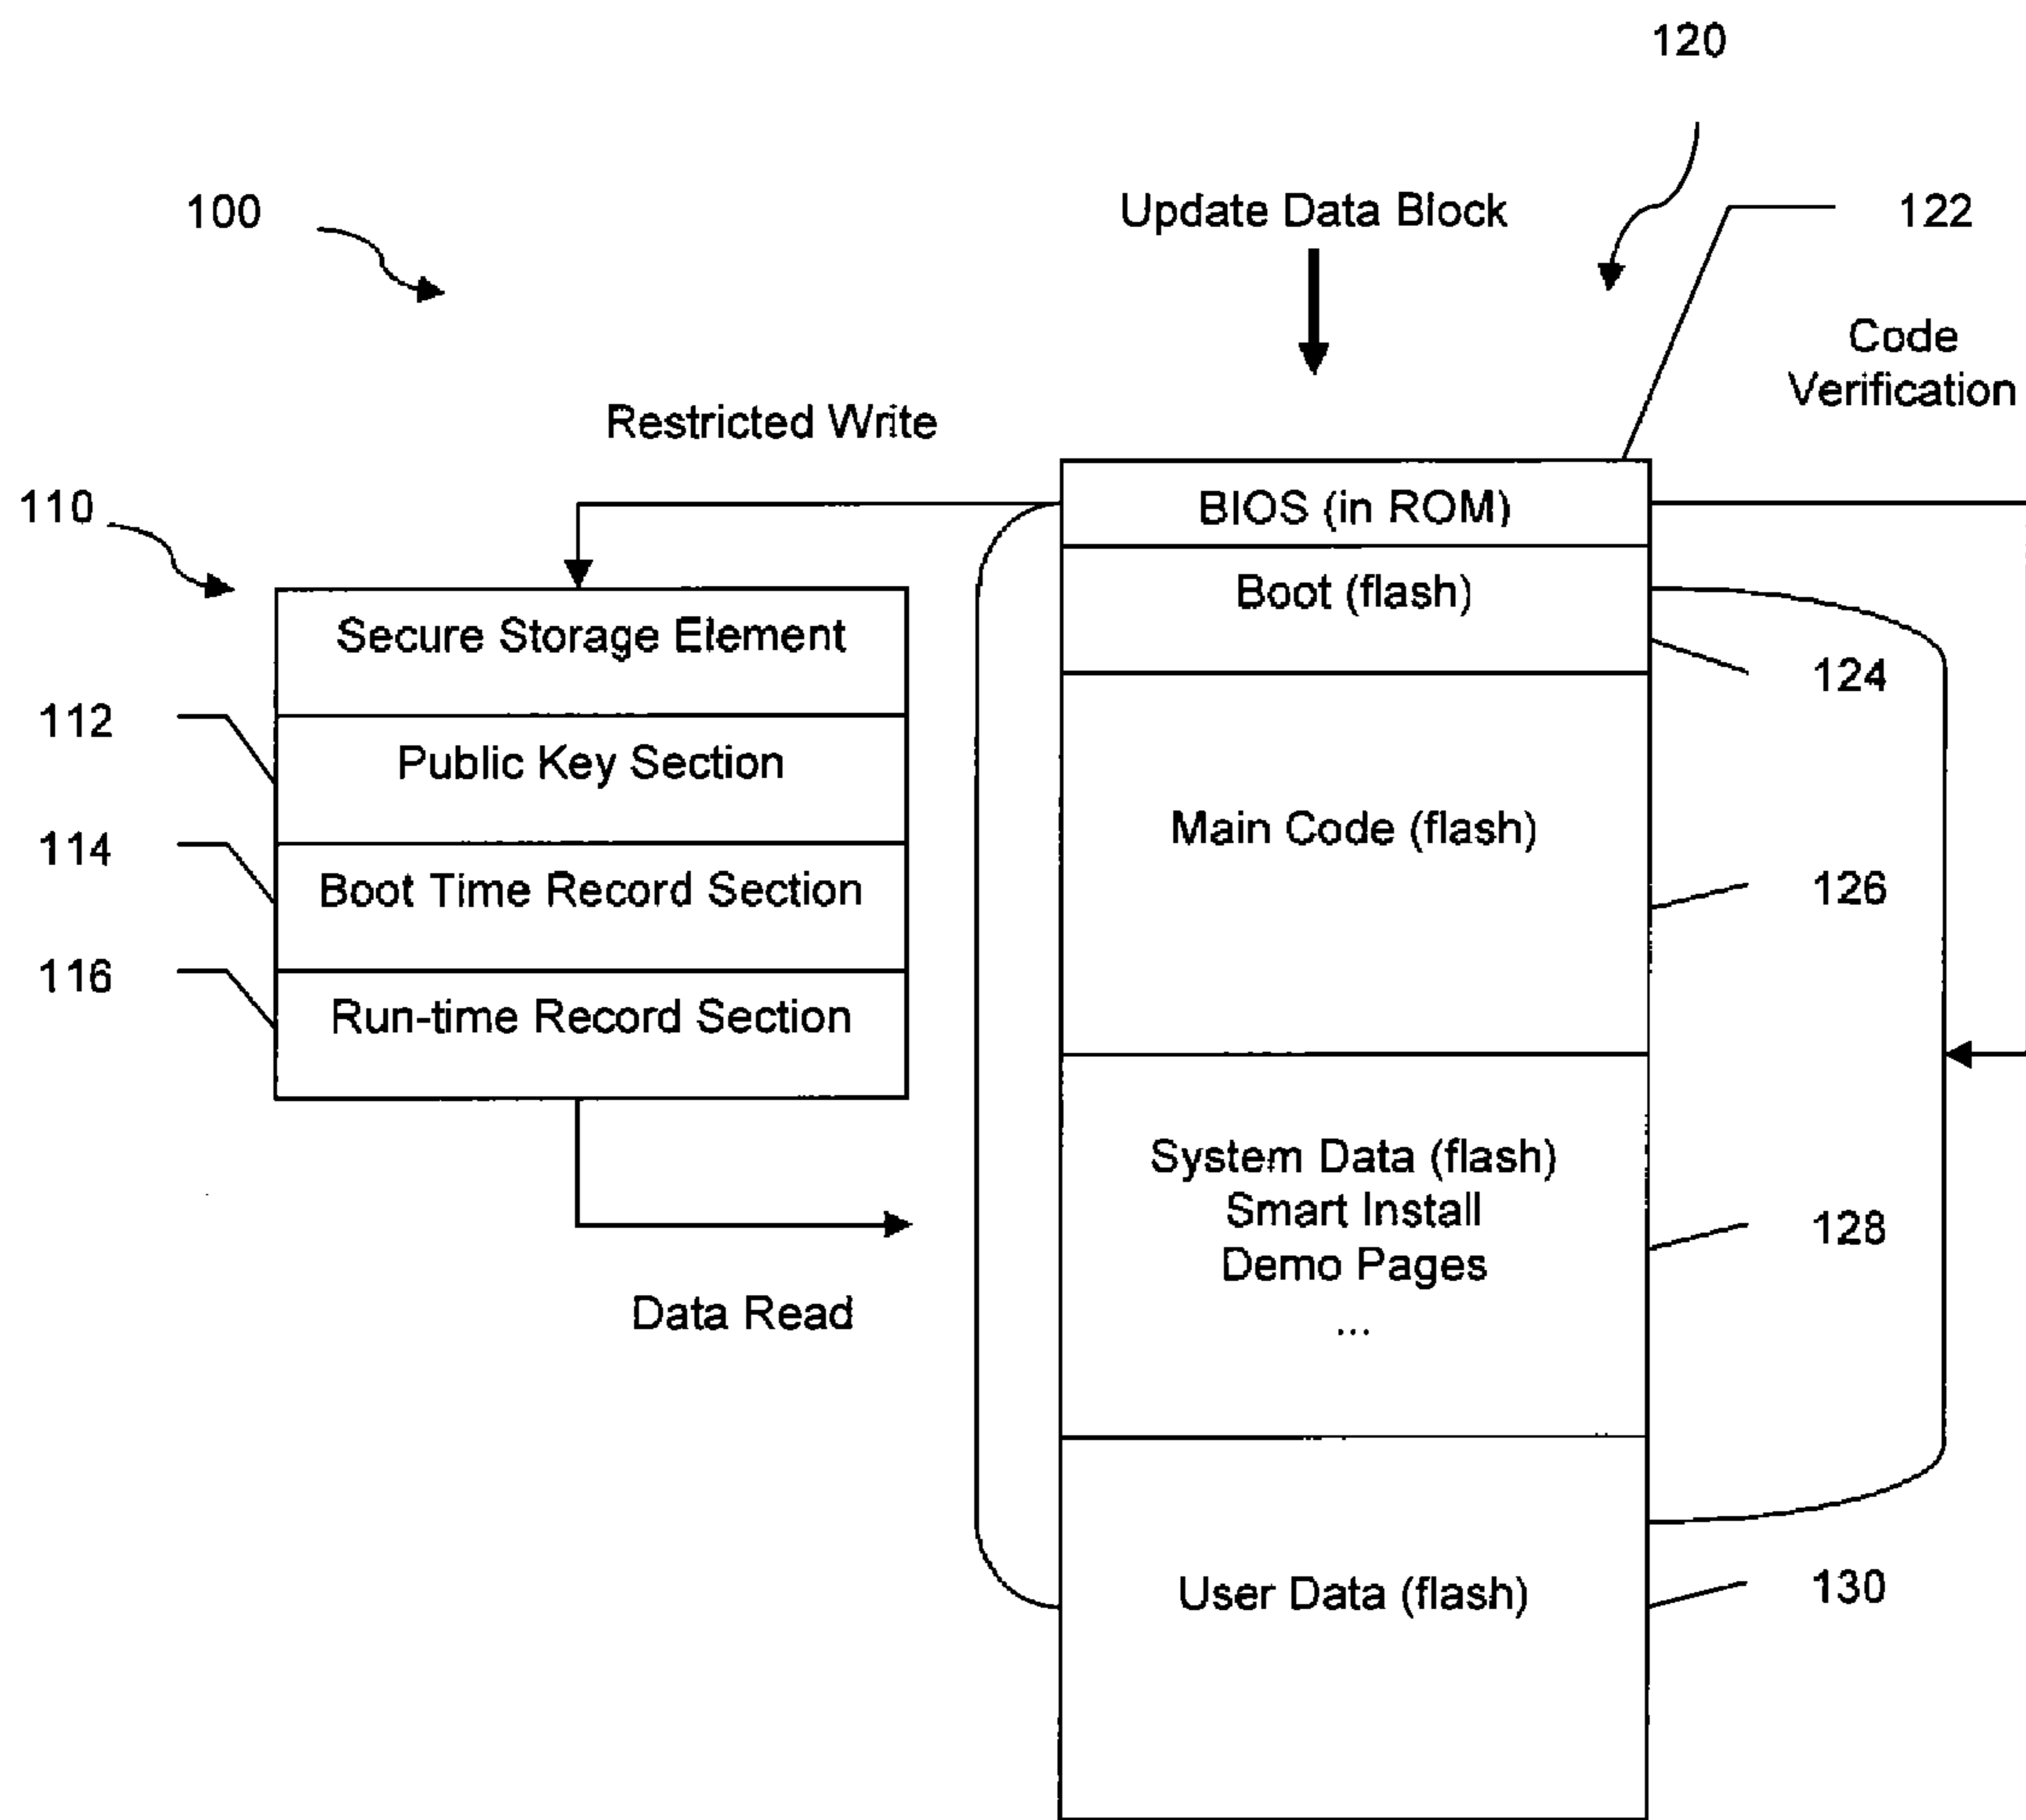 120
100
Update Data Block
122
Code
Verification
Restricted Write
110
BIOS (in ROM)
Boot (flash)
Secure Storage Element
124
112
Public Key Section
Main Code (flash)
114
Boot Time Record Section
126
116
Run-time Record Section
System Data (flash)
Smart Install
Demo Pages
...
128
Data Read
User Data (flash)
130